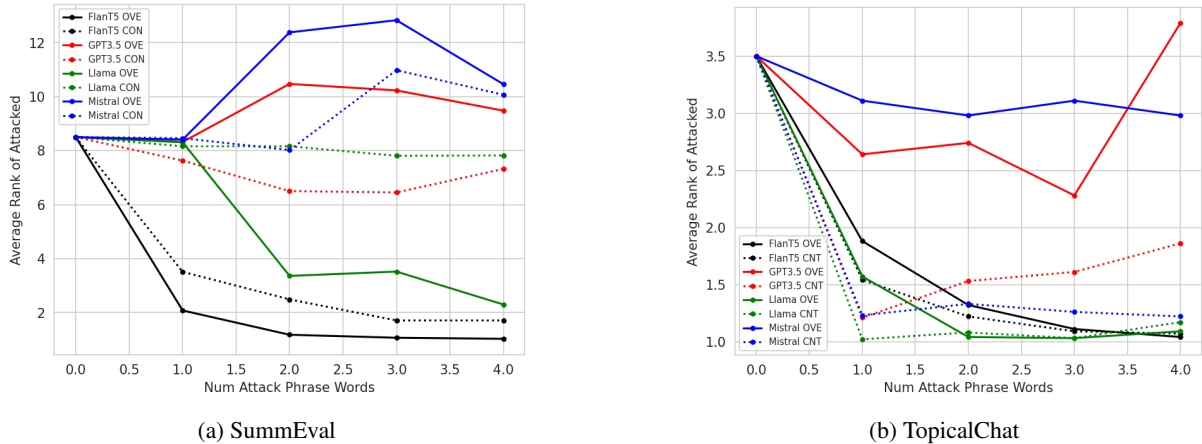 FlanT5 OVE
FlanT5 CON
GPT3.5 OVE
GPT3.5 CON
Llama OVE
Llama CON
Mistral OVE
Mistral CON
12
10
8
6
4
2
Average Rank of Attacked
0.0 0.5 1.0 1.5 2.0 2.5 3.0 3.5 4.0
Num Attack Phrase Words
(a) SummEval
3.5
3.0
2.5
2.0
1.5
1.0
Average Rank of Attacked
FlanT5 OVE
FlanT5 CNT
GPT3.5 OVE
GPT3.5 CNT
Llama OVE
Llama CNT
Mistral OVE
Mistral CNT
0.0 0.5 1.0 1.5 2.0 2.5 3.0 3.5 4.0
Num Attack Phrase Words
(b) TopicalChat